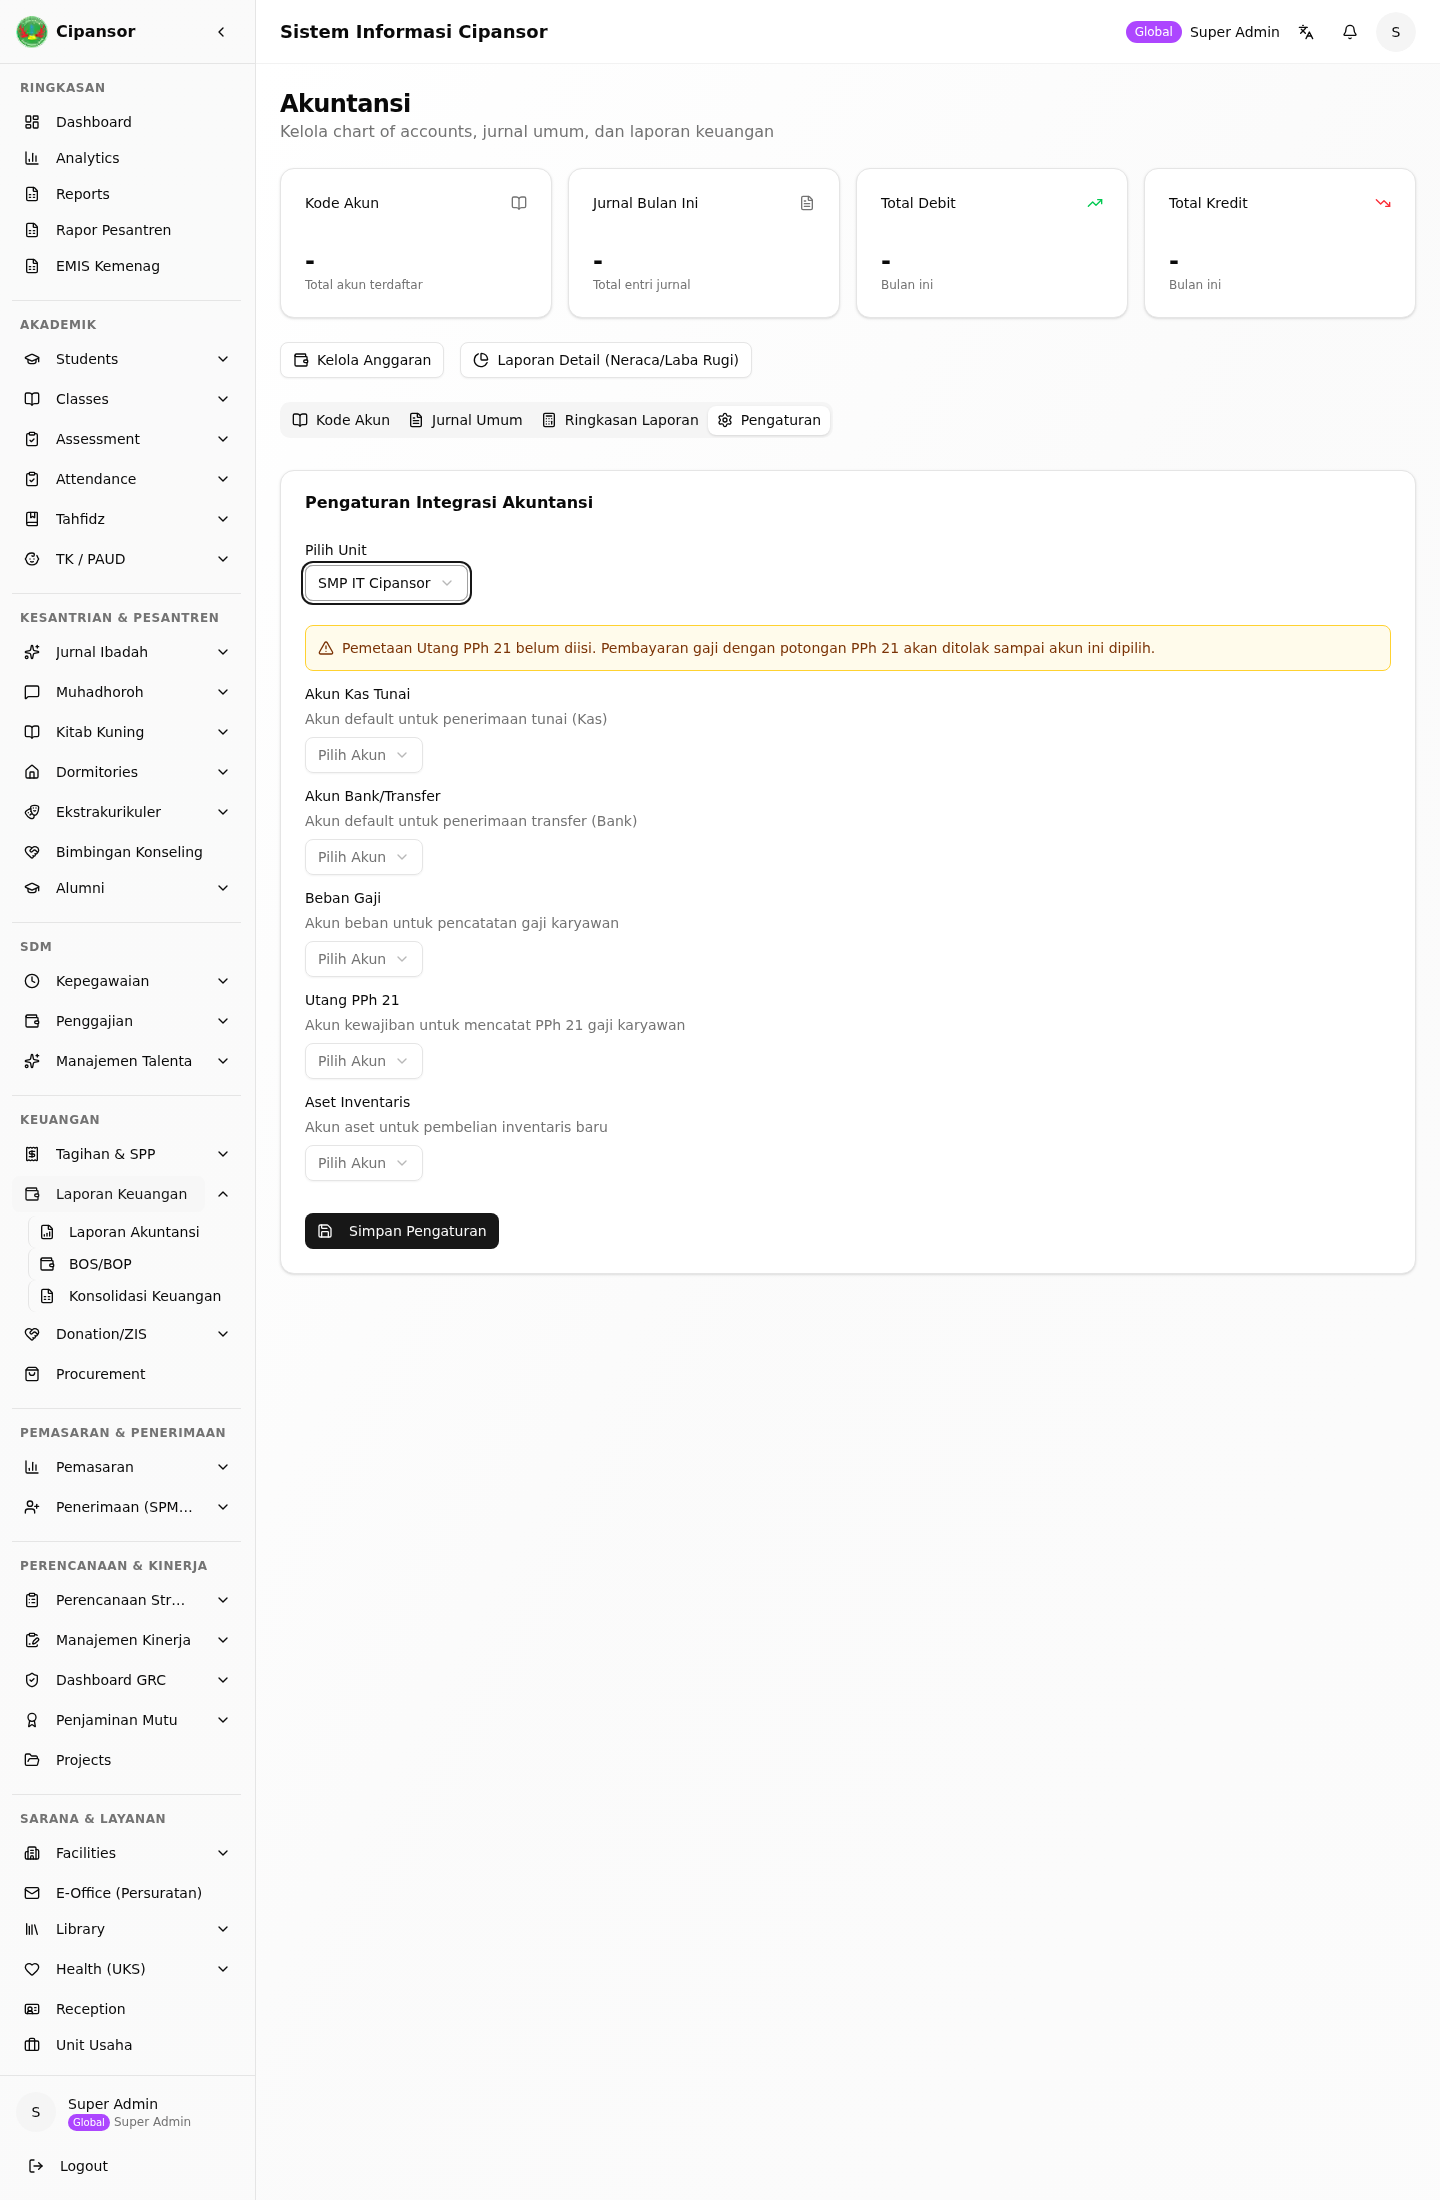 Cipansor
RINGKASAN
Dashboard
Analytics
Reports
Rapor Pesantren
EMIS Kemenag
AKADEMIK
Students
Classes
Assessment
Attendance
Tahfidz
TK / PAUD
KESANTRIAN & PESANTREN
Jurnal Ibadah
Muhadhoroh
Kitab Kuning
Dormitories
Ekstrakurikuler
Bimbingan Konseling
Alumni
SDM
Kepegawaian
Penggajian
Manajemen Talenta
KEUANGAN
Tagihan & SPP
Laporan Keuangan
Laporan Akuntansi
BOS/BOP
Konsolidasi Keuangan
Donation/ZIS
Procurement
PEMASARAN & PENERIMAAN
Pemasaran
Penerimaan (SPM...
PERENCANAAN & KINERJA
Perencanaan Str...
Manajemen Kinerja
Dashboard GRC
Penjaminan Mutu
Projects
SARANA & LAYANAN
Facilities
E-Office (Persuratan)
Library
Health (UKS)
Reception
Unit Usaha
S
Super Admin
Global Super Admin
Logout
Sistem Informasi Cipansor
Global Super Admin S
Akuntansi
Kelola chart of accounts, jurnal umum, dan laporan keuangan
Kode Akun
-
Total akun terdaftar
Jurnal Bulan Ini
-
Total entri jurnal
Total Debit
-
Bulan ini
Total Kredit
-
Bulan ini
Kelola Anggaran
Laporan Detail (Neraca/Laba Rugi)
Kode Akun
Jurnal Umum
Ringkasan Laporan
Pengaturan
Pengaturan Integrasi Akuntansi
Pilih Unit
SMP IT Cipansor
Pemetaan Utang PPh 21 belum diisi. Pembayaran gaji dengan potongan PPh 21 akan ditolak sampai akun ini dipilih.
Akun Kas Tunai
Akun default untuk penerimaan tunai (Kas)
Pilih Akun
Akun Bank/Transfer
Akun default untuk penerimaan transfer (Bank)
Pilih Akun
Beban Gaji
Akun beban untuk pencatatan gaji karyawan
Pilih Akun
Utang PPh 21
Akun kewajiban untuk mencatat PPh 21 gaji karyawan
Pilih Akun
Aset Inventaris
Akun aset untuk pembelian inventaris baru
Pilih Akun
Simpan Pengaturan